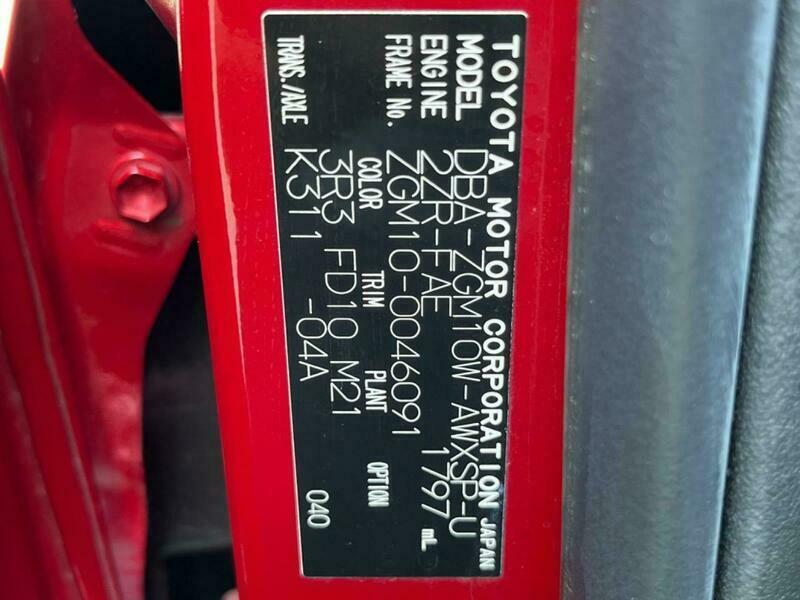 TOYOTA MOTOR CORPORATION JAPAN
MODEL DBA-ZGM10W-AWXSP-U
ENGINE 2ZR-FAE 1797 mL
FRAME No. ZGM10-0046091
COLOR TRIM PLANT OPTION
3R3 FD10 M21
TRANS./AXLE K311 -04A 040